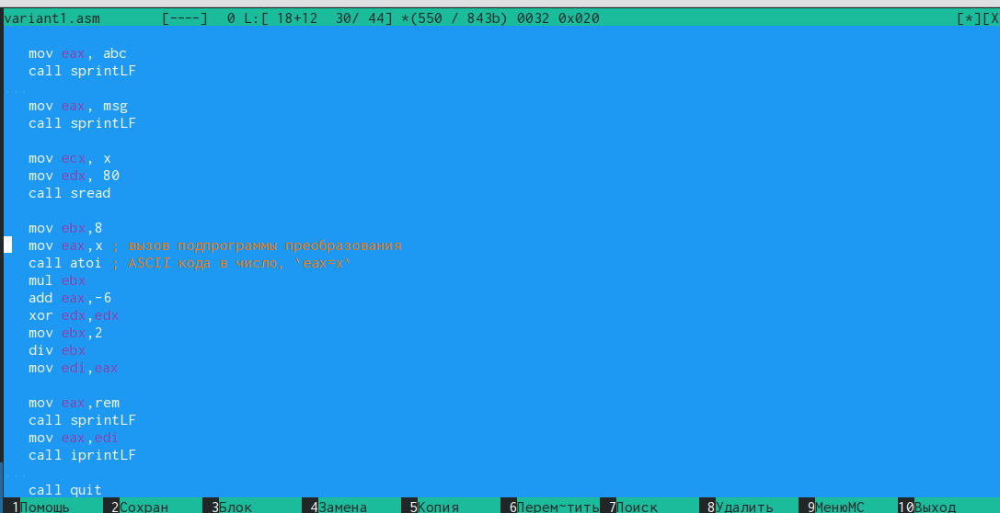 variant1.asm [----] 0 L:[ 18+12 30/ 44] *(550 / 843b) 0032 0x020 [*][X
mov eax, abc
call sprintLF
...
mov eax, msg
call sprintLF
mov ecx, x
mov edx, 80
call sread
mov ebx,8
mov eax,x ; вызов подпрограммы преобразования
call atoi ; ASCII кода в число, `eax=x`
mul ebx
add eax,-6
xor edx,edx
mov ebx,2
div ebx
mov edi,eax
mov eax,rem
call sprintLF
mov eax,edi
call iprintLF
...
call quit
1Помощь 2Сохран 3Блок 4Замена 5Копия 6Перем~тить 7Поиск 8Удалить 9МенюMC 10Выход